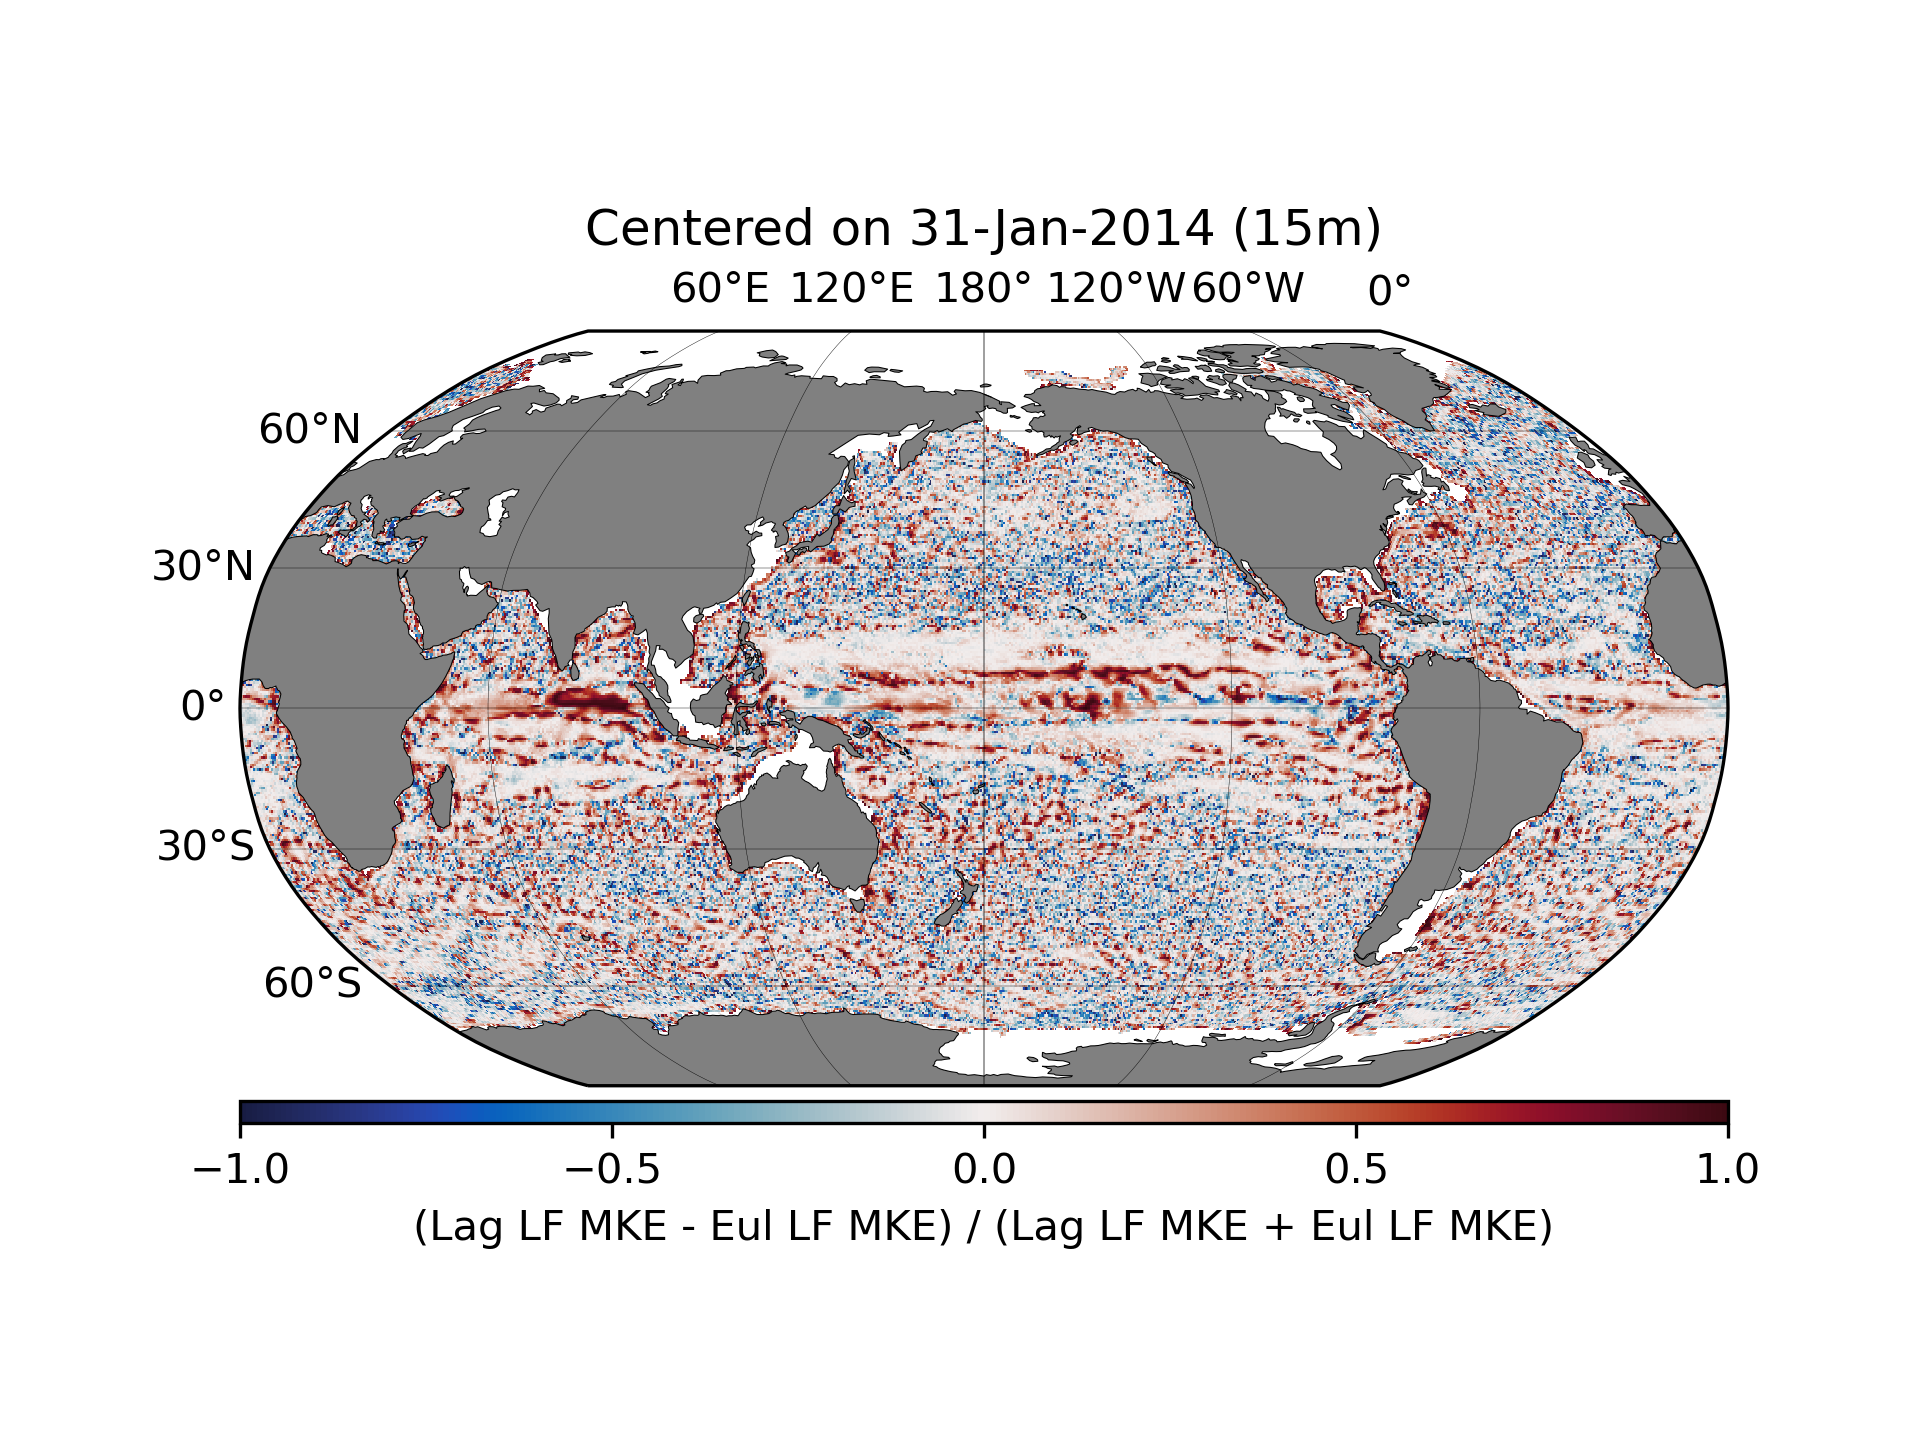 Centered on 31-Jan-2014 (15m)
60°E 120°E 180° 120°W 60°W 0°
60°N
30°N
0°
30°S
60°S
−1.0 −0.5 0.0 0.5 1.0
(Lag LF MKE - Eul LF MKE) / (Lag LF MKE + Eul LF MKE)